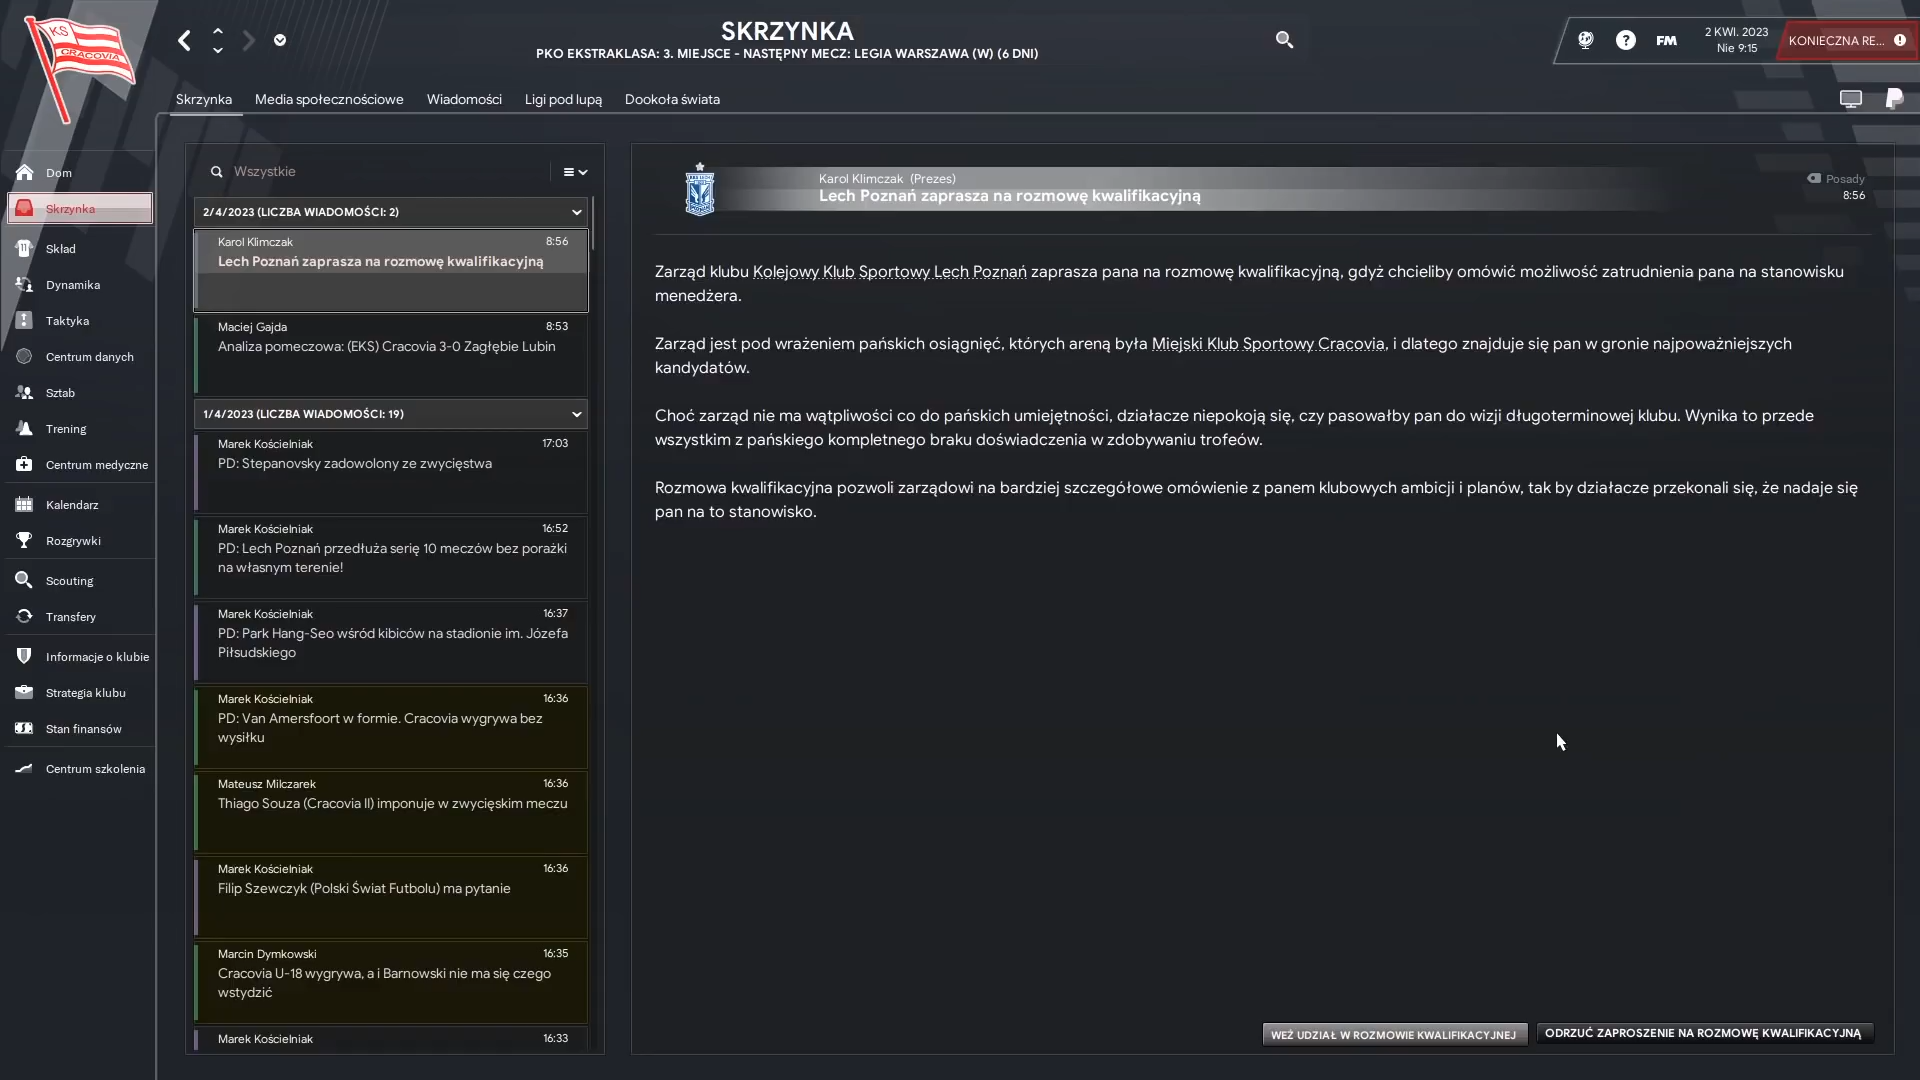 KS
CRACOVIA
SKRZYNKA
PKO EKSTRAKLASA: 3. MIEJSCE - NASTĘPNY MECZ: LEGIA WARSZAWA (W) (6 DNI)
FM
2 KWI. 2023
Nie 9:15
KONIECZNA RE...
Skrzynka
Media społecznościowe
Wiadomości
Ligi pod lupą
Dookoła świata
Dom
Skrzynka
Skład
Dynamika
Taktyka
Centrum danych
Sztab
Trening
Centrum medyczne
Kalendarz
Rozgrywki
Scouting
Transfery
Informacje o klubie
Strategia klubu
Stan finansów
Centrum szkolenia
Wszystkie
2/4/2023 (LICZBA WIADOMOŚCI: 2)
Karol Klimczak 8:56
Lech Poznań zaprasza na rozmowę kwalifikacyjną
Maciej Gajda 8:53
Analiza pomeczowa: (EKS) Cracovia 3-0 Zagłębie Lubin
1/4/2023 (LICZBA WIADOMOŚCI: 19)
Marek Kościelniak 17:03
PD: Stepanovsky zadowolony ze zwycięstwa
Marek Kościelniak 16:52
PD: Lech Poznań przedłuża serię 10 meczów bez porażki
na własnym terenie!
Marek Kościelniak 16:37
PD: Park Hang-Seo wśród kibiców na stadionie im. Józefa
Piłsudskiego
Marek Kościelniak 16:36
PD: Van Amersfoort w formie. Cracovia wygrywa bez
wysiłku
Mateusz Milczarek 16:36
Thiago Souza (Cracovia II) imponuje w zwycięskim meczu
Marek Kościelniak 16:36
Filip Szewczyk (Polski Świat Futbolu) ma pytanie
Marcin Dymkowski 16:35
Cracovia U-18 wygrywa, a i Barnowski nie ma się czego
wstydzić
Marek Kościelniak 16:33
Karol Klimczak (Prezes)
Lech Poznań zaprasza na rozmowę kwalifikacyjną
Posady
8:56
Zarząd klubu Kolejowy Klub Sportowy Lech Poznań zaprasza pana na rozmowę kwalifikacyjną, gdyż chcieliby omówić możliwość zatrudnienia pana na stanowisku
menedżera.
Zarząd jest pod wrażeniem pańskich osiągnięć, których areną była Miejski Klub Sportowy Cracovia, i dlatego znajduje się pan w gronie najpoważniejszych
kandydatów.
Choć zarząd nie ma wątpliwości co do pańskich umiejętności, działacze niepokoją się, czy pasowałby pan do wizji długoterminowej klubu. Wynika to przede
wszystkim z pańskiego kompletnego braku doświadczenia w zdobywaniu trofeów.
Rozmowa kwalifikacyjna pozwoli zarządowi na bardziej szczegółowe omówienie z panem klubowych ambicji i planów, tak by działacze przekonali się, że nadaje się
pan na to stanowisko.
WEŹ UDZIAŁ W ROZMOWIE KWALIFIKACYJNEJ
ODRZUĆ ZAPROSZENIE NA ROZMOWĘ KWALIFIKACYJNĄ